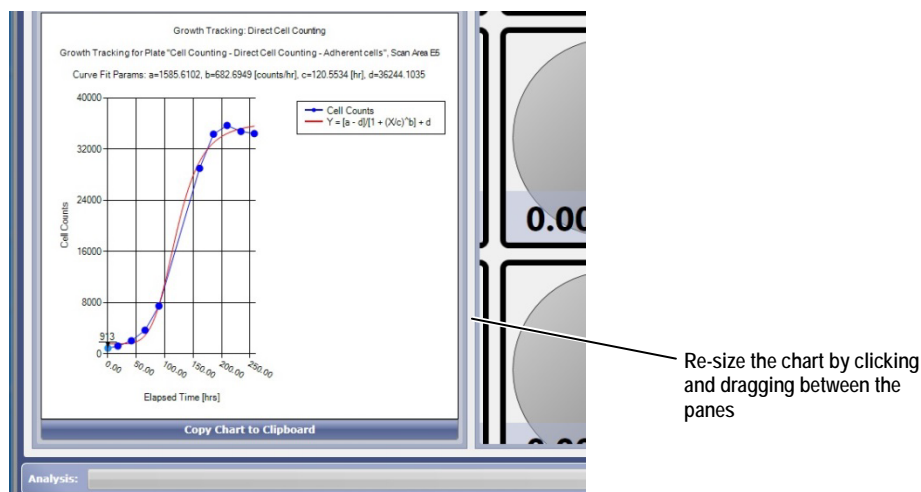 Growth Tracking: Direct Cell Counting
Growth Tracking for Plate "Cell Counting - Direct Cell Counting - Adherent cells", Scan Area E5
Curve Fit Params: a=1585.6102, b=682.6949 [counts/hr], c=120.5534 [hr], d=36244.1035
40000
32000
24000
16000
8000
0
913
Cell Counts
Cell Counts
Y = [a - d]/[1 + (X/c)^b] + d
0.00
50.00
100.00
150.00
200.00
250.00
Elapsed Time [hrs]
Copy Chart to Clipboard
Analysis:
0.00
Re-size the chart by clicking
and dragging between the
panes